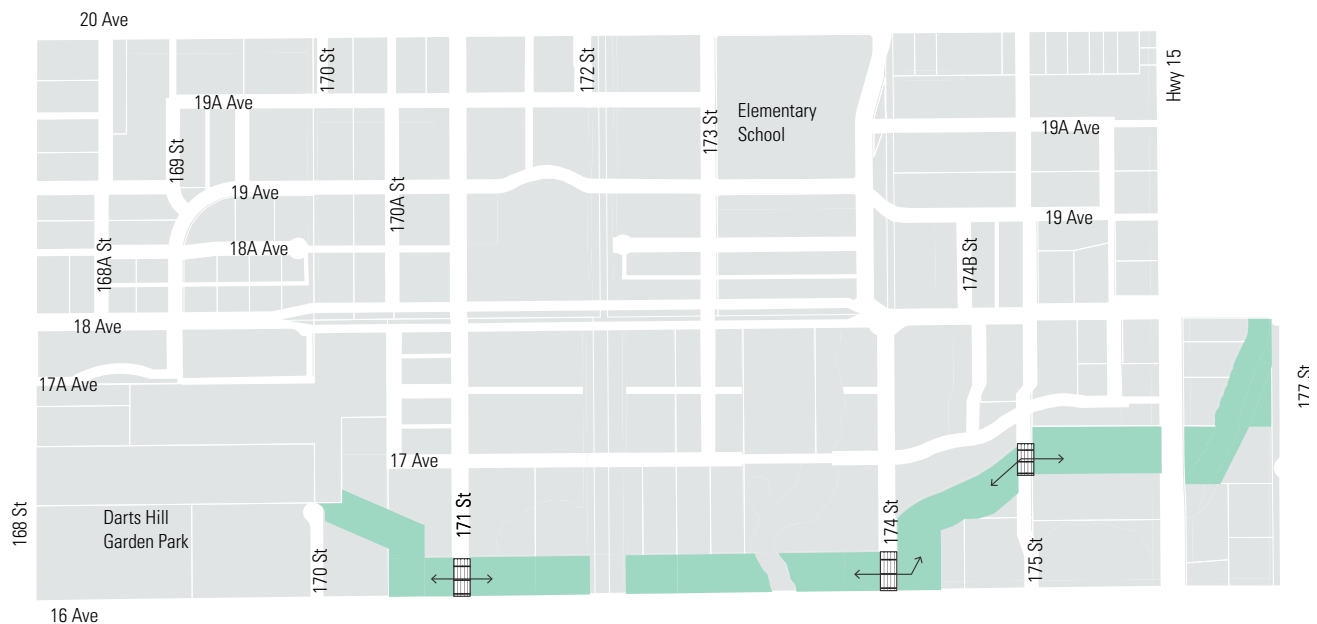 20 Ave
170 St
172 St
Hwy 15
19A Ave
Elementary
School
173 St
19A Ave
169 St
19 Ave
170A St
19 Ave
18A Ave
168A St
174B St
18 Ave
17A Ave
177 St
17 Ave
171 St
168 St
Darts Hill
Garden Park
174 St
170 St
175 St
16 Ave